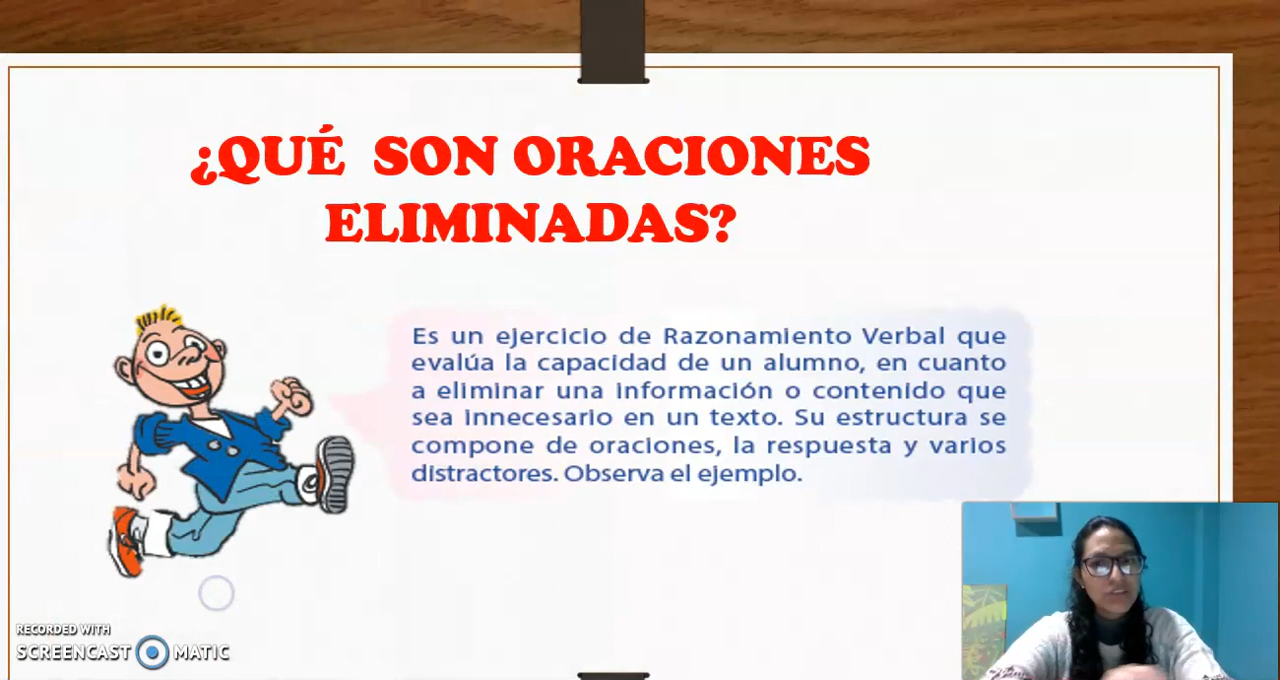 ¿QUÉ SON ORACIONES
ELIMINADAS?
Es un ejercicio de Razonamiento Verbal que
evalúa la capacidad de un alumno, en cuanto
a eliminar una información o contenido que
sea innecesario en un texto. Su estructura se
compone de oraciones, la respuesta y varios
distractores. Observa el ejemplo.
RECORDED WITH
SCREENCAST MATIC